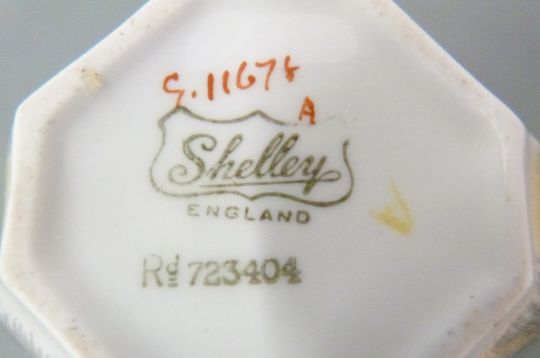 G.11678
A
Shelley
ENGLAND
Rd 723404